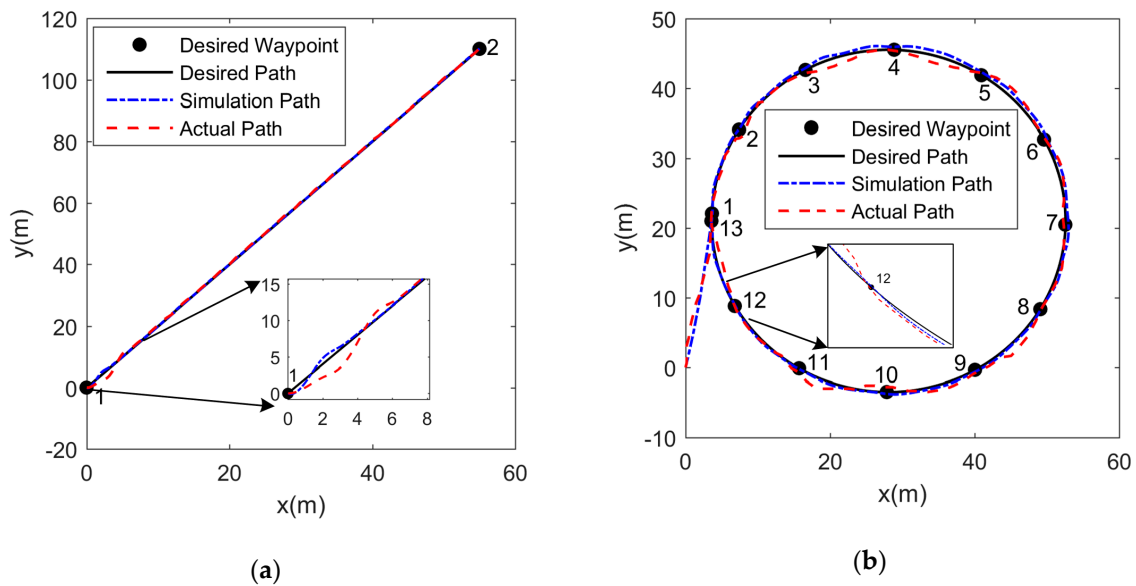 120
100
80
60
40
20
0
-20
y(m)
Desired Waypoint
Desired Path
Simulation Path
Actual Path
2
1
15
10
5
0
1
0 2 4 6 8
0 20 40 60
x(m)
(a)
50
40
30
20
10
0
-10
y(m)
4
3
5
2
6
Desired Waypoint
Desired Path
Simulation Path
Actual Path
1
13
7
12
12
8
11
10
9
0 20 40 60
x(m)
(b)